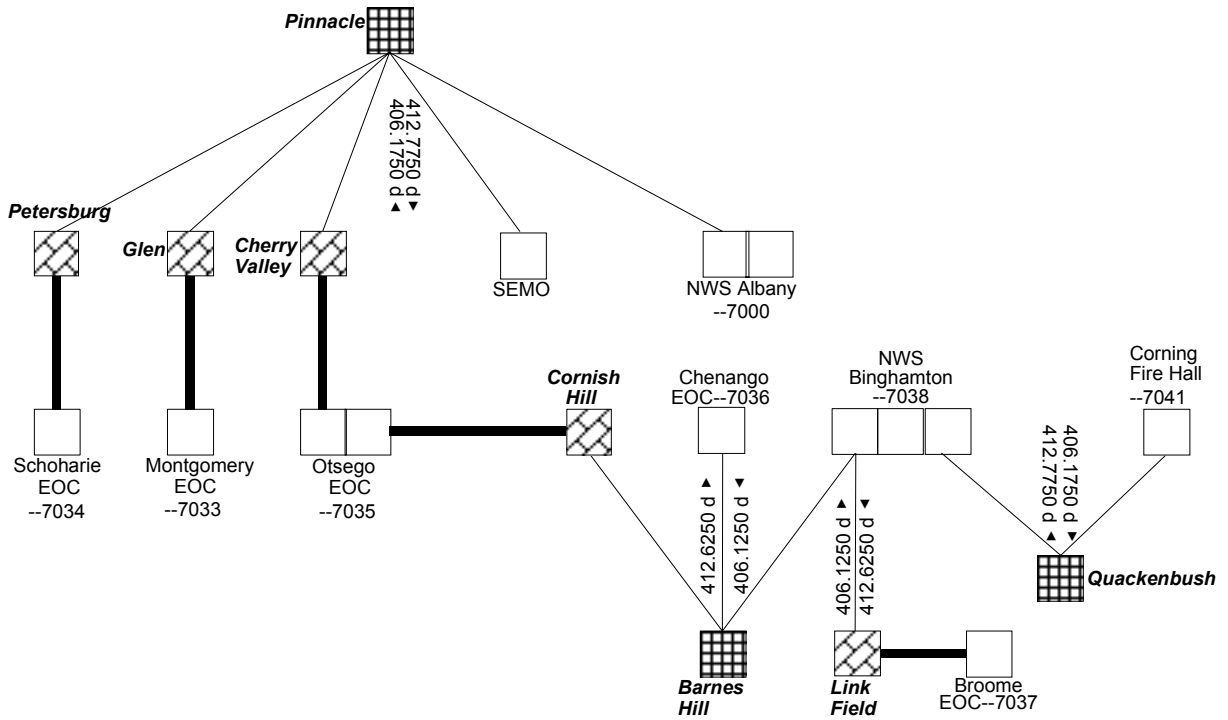 Pinnacle
412.7750 d ▼
406.1750 d ▲
Petersburg
Glen
Cherry
Valley
SEMO
NWS Albany
--7000
Cornish
Hill
Chenango
EOC--7036
NWS
Binghamton
--7038
Corning
Fire Hall
--7041
Schoharie
EOC
--7034
Montgomery
EOC
--7033
Otsego
EOC
--7035
412.6250 d ▲
406.1250 d ▼
406.1250 d ▲
412.6250 d ▼
406.1750 d ▼
412.7750 d ▲
Quackenbush
Barnes
Hill
Link
Field
Broome
EOC--7037